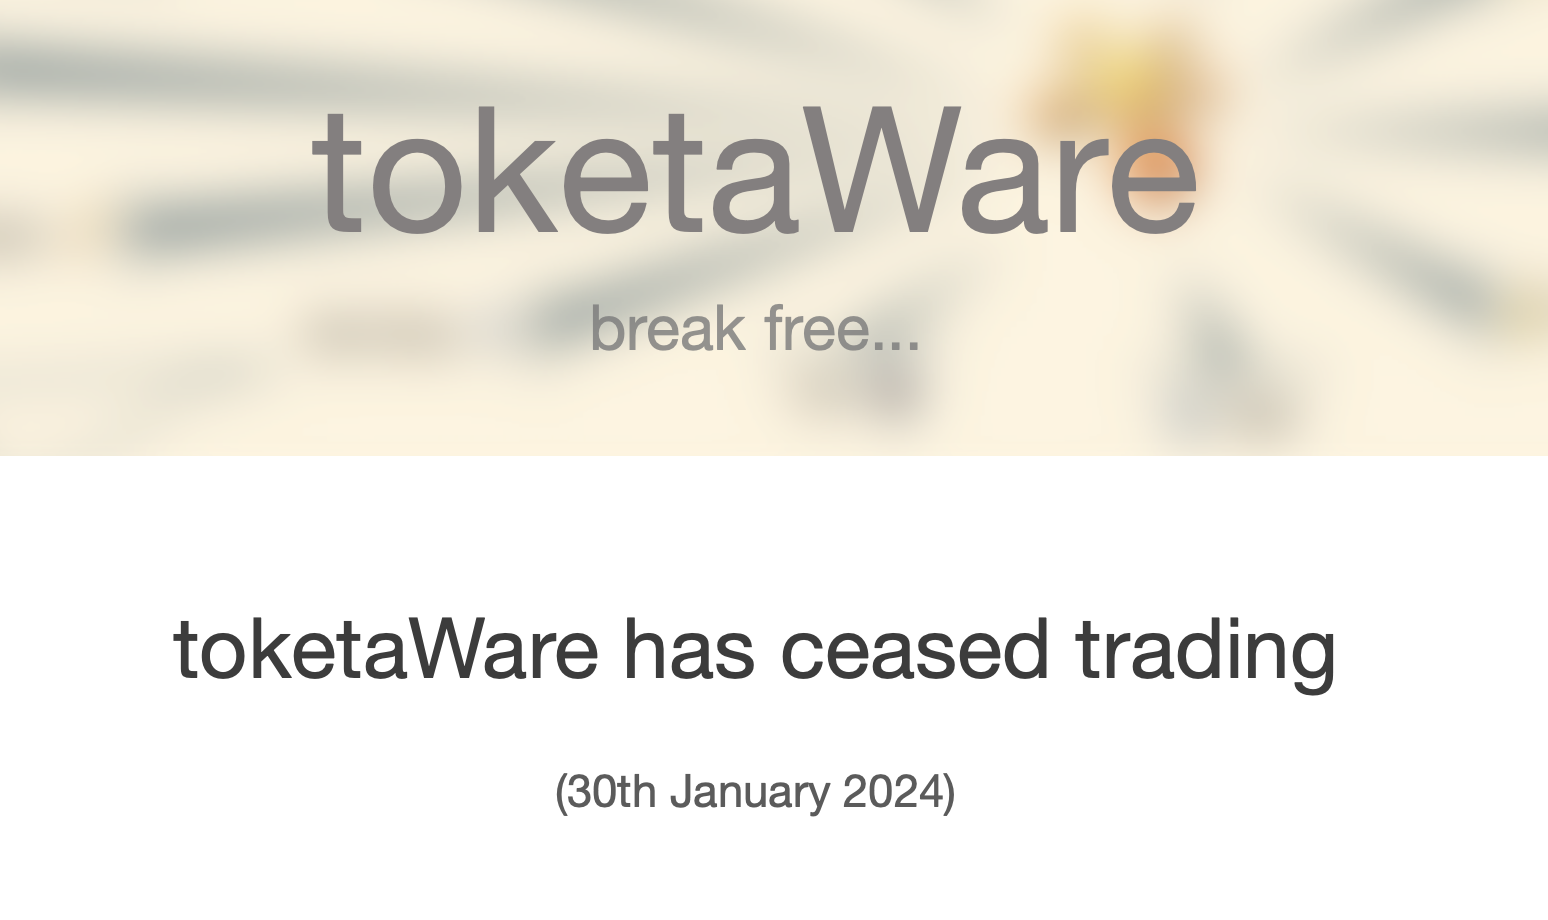 toketaWare
break free...
toketaWare has ceased trading
(30th January 2024)